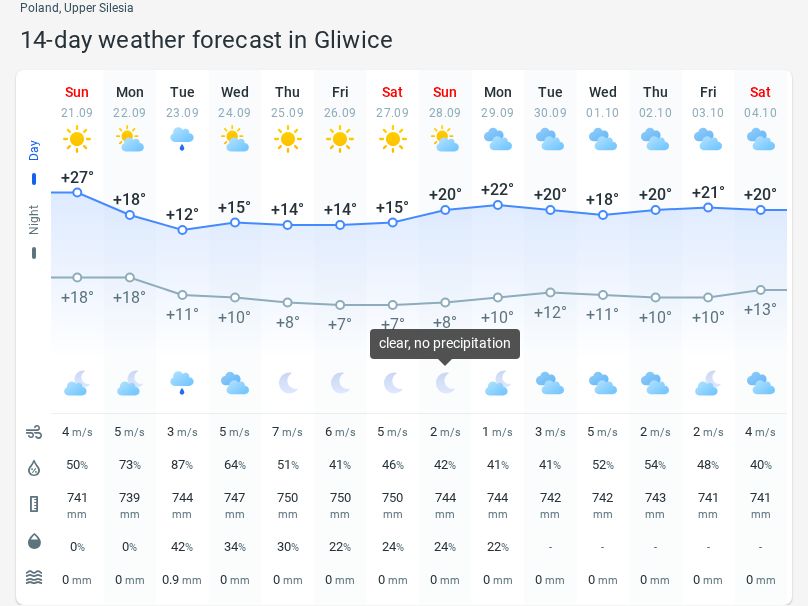 Poland, Upper Silesia
14-day weather forecast in Gliwice
Sun Mon Tue Wed Thu Fri Sat Sun Mon Tue Wed Thu Fri Sat
21.09 22.09 23.09 24.09 25.09 26.09 27.09 28.09 29.09 30.09 01.10 02.10 03.10 04.10
Day
+27° +18° +12° +15° +14° +14° +15° +20° +22° +20° +18° +20° +21° +20°
Night
+18° +18° +11° +10° +8° +7° +7° +8° +10° +12° +11° +10° +10° +13°
clear, no precipitation
4 m/s 5 m/s 3 m/s 5 m/s 7 m/s 6 m/s 5 m/s 2 m/s 1 m/s 3 m/s 5 m/s 2 m/s 2 m/s 4 m/s
50% 73% 87% 64% 51% 41% 46% 42% 41% 41% 52% 54% 48% 40%
741 739 744 747 750 750 750 744 744 742 742 743 741 741
mm mm mm mm mm mm mm mm mm mm mm mm mm mm
0% 0% 42% 34% 30% 22% 24% 24% 22% - - - - -
0 mm 0 mm 0.9 mm 0 mm 0 mm 0 mm 0 mm 0 mm 0 mm 0 mm 0 mm 0 mm 0 mm 0 mm